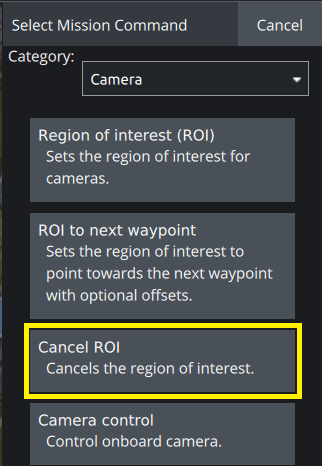 Select Mission Command Cancel
Category:
Camera
Region of interest (ROI)
Sets the region of interest for
cameras.
ROI to next waypoint
Sets the region of interest to
point towards the next waypoint
with optional offsets.
Cancel ROI
Cancels the region of interest.
Camera control
Control onboard camera.